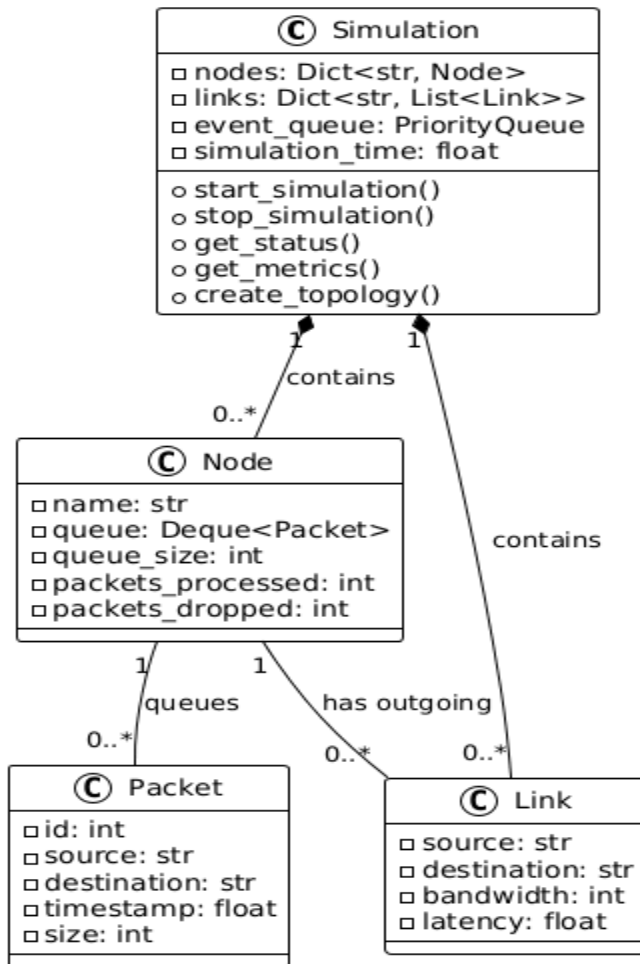 C Simulation
nodes: Dict<str, Node>
links: Dict<str, List<Link>>
event_queue: PriorityQueue
simulation_time: float
start_simulation()
stop_simulation()
get_status()
get_metrics()
create_topology()
1
1
contains
0..*
C Node
name: str
queue: Deque<Packet>
queue_size: int
packets_processed: int
packets_dropped: int
contains
1
1
queues
has outgoing
0..*
0..*
0..*
C Packet
id: int
source: str
destination: str
timestamp: float
size: int
C Link
source: str
destination: str
bandwidth: int
latency: float